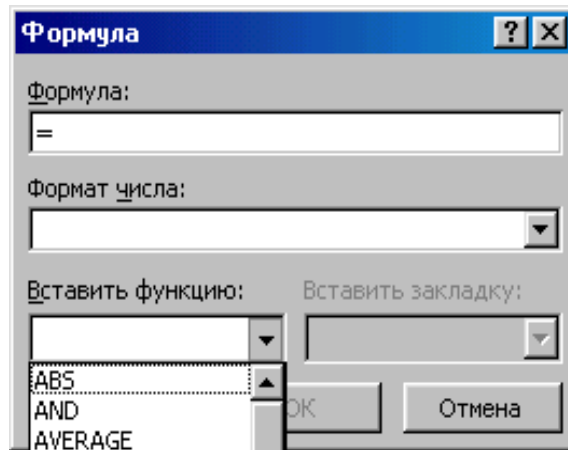 Формула
Формула:
=
Формат числа:
Вставить функцию: Вставить закладку:
ABS
AND ОК Отмена
AVERAGE